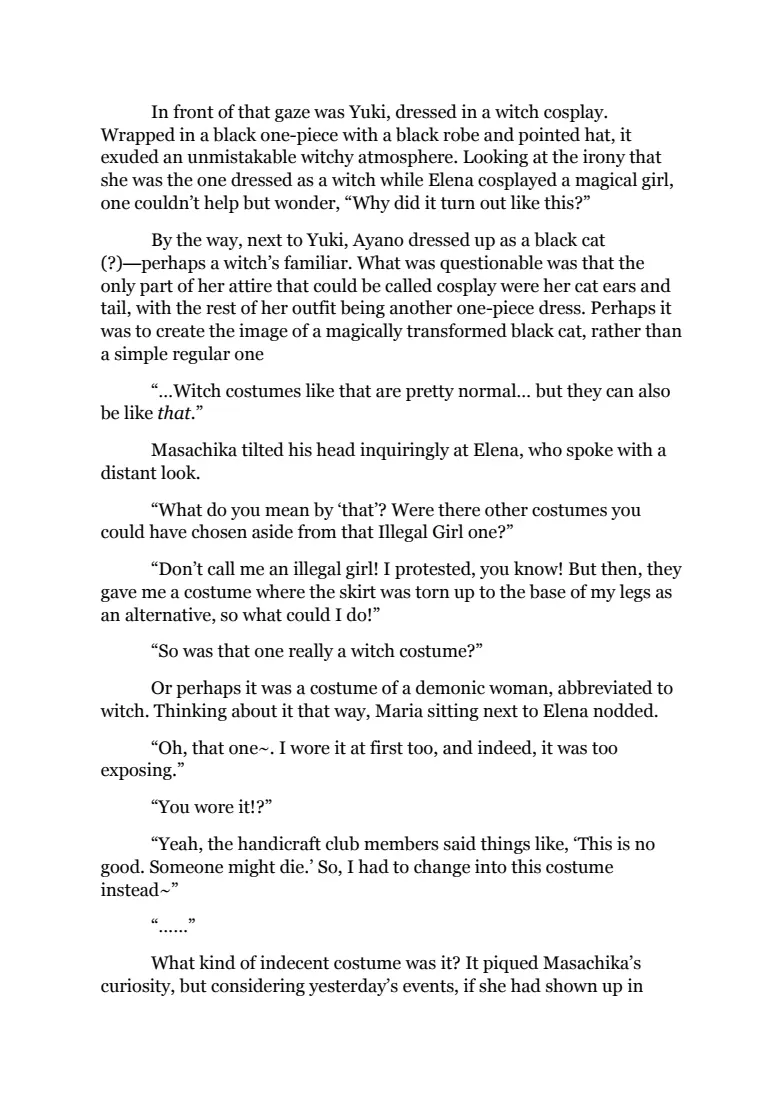 In front of that gaze was Yuki, dressed in a witch cosplay.
Wrapped in a black one-piece with a black robe and pointed hat, it
exuded an unmistakable witchy atmosphere. Looking at the irony that
she was the one dressed as a witch while Elena cosplayed a magical girl,
one couldn’t help but wonder, “Why did it turn out like this?”
By the way, next to Yuki, Ayano dressed up as a black cat
(?)—perhaps a witch’s familiar. What was questionable was that the
only part of her attire that could be called cosplay were her cat ears and
tail, with the rest of her outfit being another one-piece dress. Perhaps it
was to create the image of a magically transformed black cat, rather than
a simple regular one
“…Witch costumes like that are pretty normal… but they can also
be like that.”
Masachika tilted his head inquiringly at Elena, who spoke with a
distant look.
“What do you mean by ‘that’? Were there other costumes you
could have chosen aside from that Illegal Girl one?”
“Don’t call me an illegal girl! I protested, you know! But then, they
gave me a costume where the skirt was torn up to the base of my legs as
an alternative, so what could I do!”
“So was that one really a witch costume?”
Or perhaps it was a costume of a demonic woman, abbreviated to
witch. Thinking about it that way, Maria sitting next to Elena nodded.
“Oh, that one~. I wore it at first too, and indeed, it was too
exposing.”
“You wore it!?”
“Yeah, the handicraft club members said things like, ‘This is no
good. Someone might die.’ So, I had to change into this costume
instead~”
“……”
What kind of indecent costume was it? It piqued Masachika’s
curiosity, but considering yesterday’s events, if she had shown up in